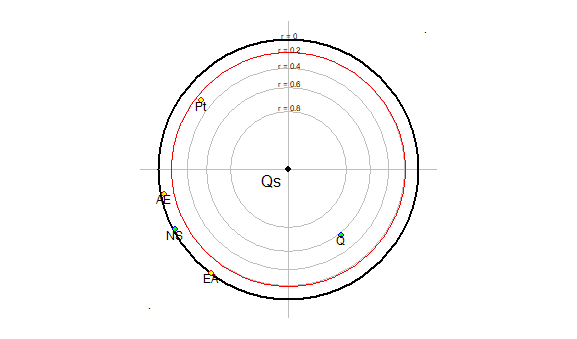 r = 0
r = 0.2
r = 0.4
r = 0.6
r = 0.8
Pt
Qs
AE
NS
Q
EA